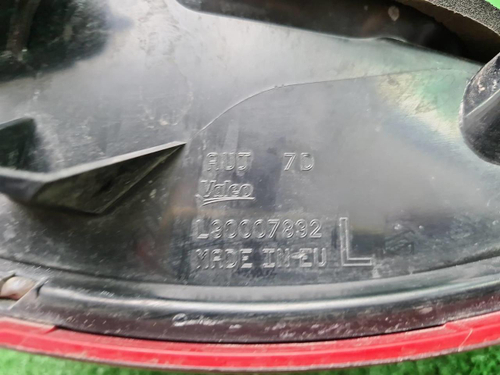 AUJ 7D
Valeo
L90007892
MADE IN-EU L